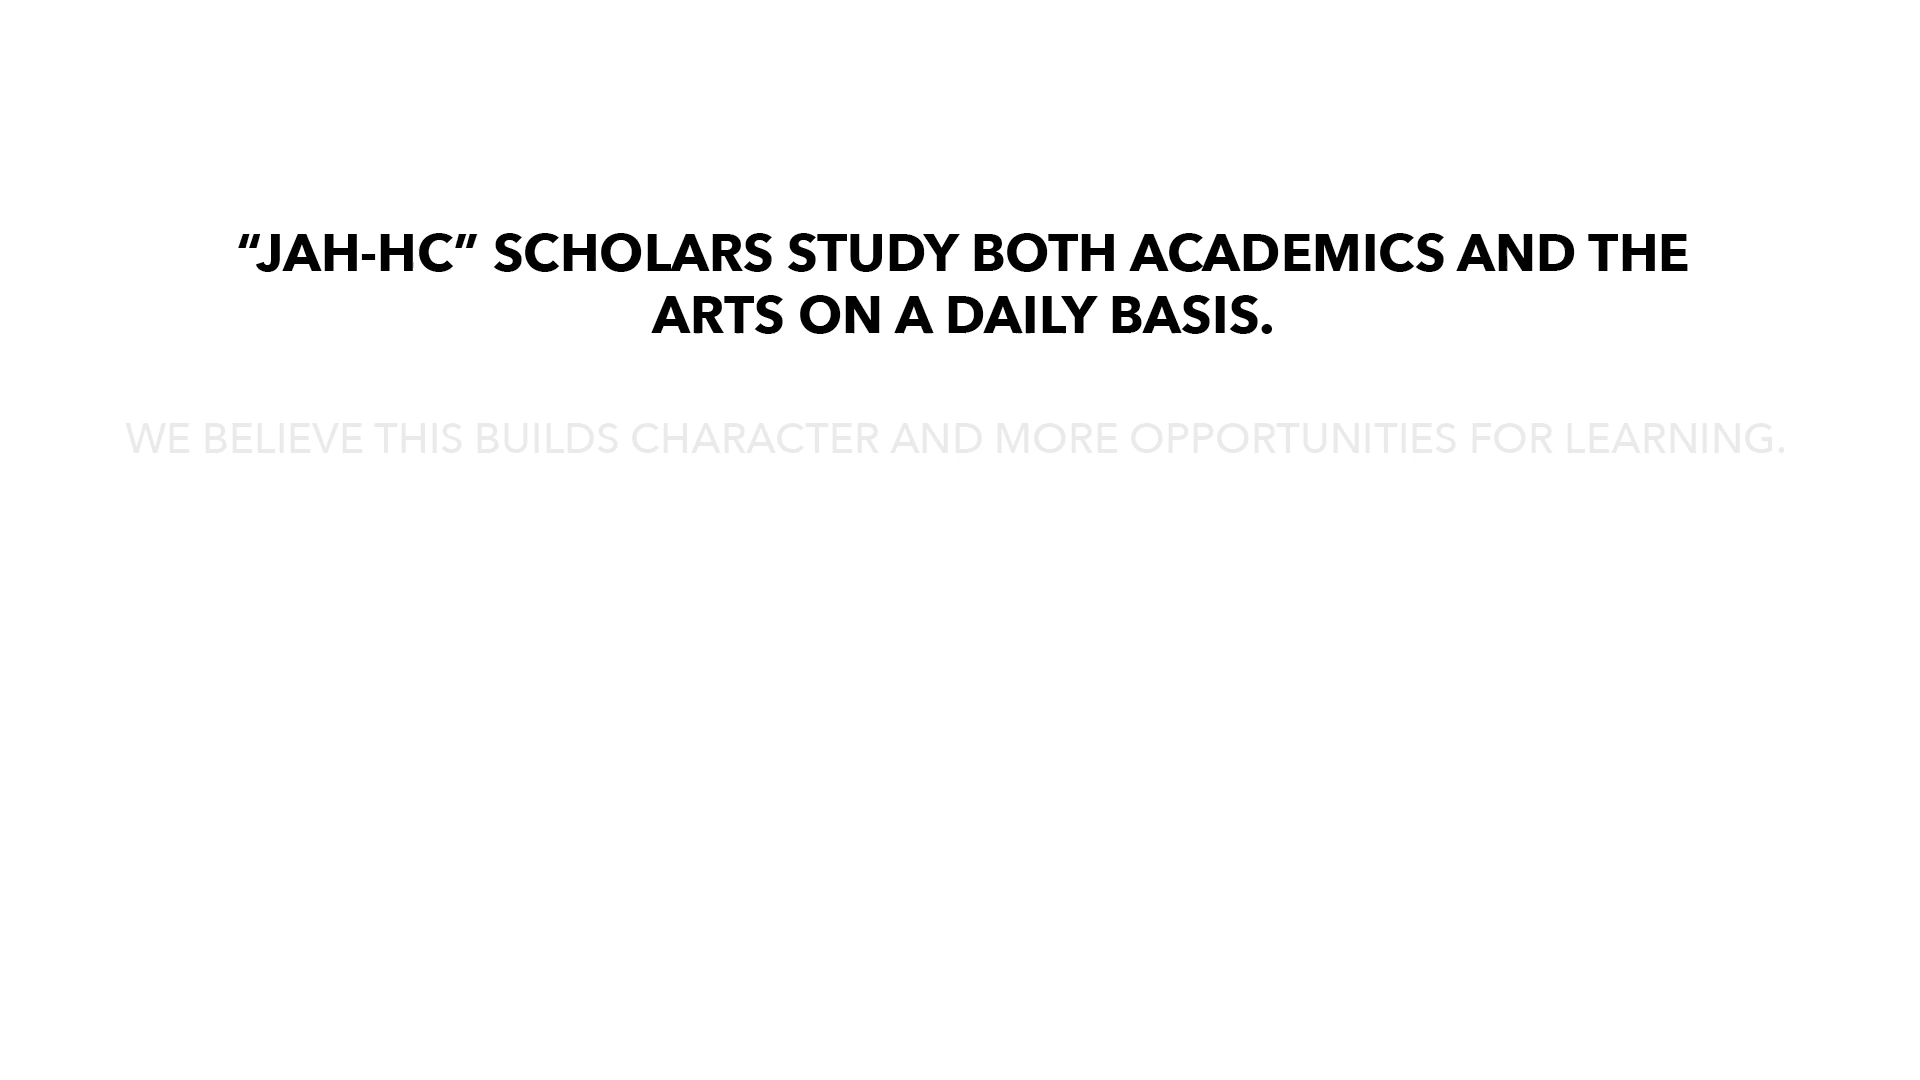 “JAH-HC” SCHOLARS STUDY BOTH ACADEMICS AND THE
ARTS ON A DAILY BASIS.
WE BELIEVE THIS BUILDS CHARACTER AND MORE OPPORTUNITIES FOR LEARNING.